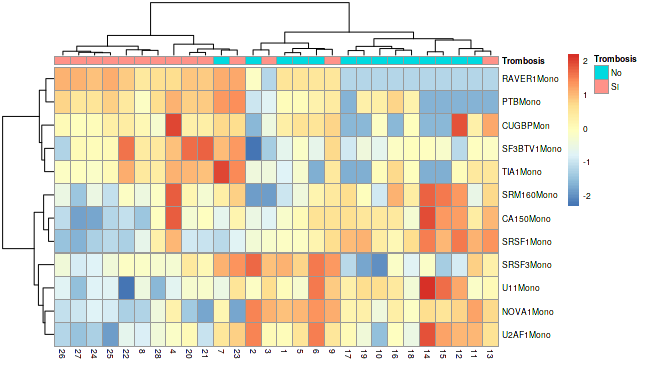 Trombosis
RAVER1Mono
PTBMono
CUGBPMon
SF3BTV1Mono
TIA1Mono
SRM160Mono
CA150Mono
SRSF1Mono
SRSF3Mono
U11Mono
NOVA1Mono
U2AF1Mono
26 27 24 25 22 8 28 4 20 21 7 23 2 3 1 5 6 9 17 19 10 16 18 14 15 12 11 13
2
1
0
-1
-2
Trombosis
No
SI